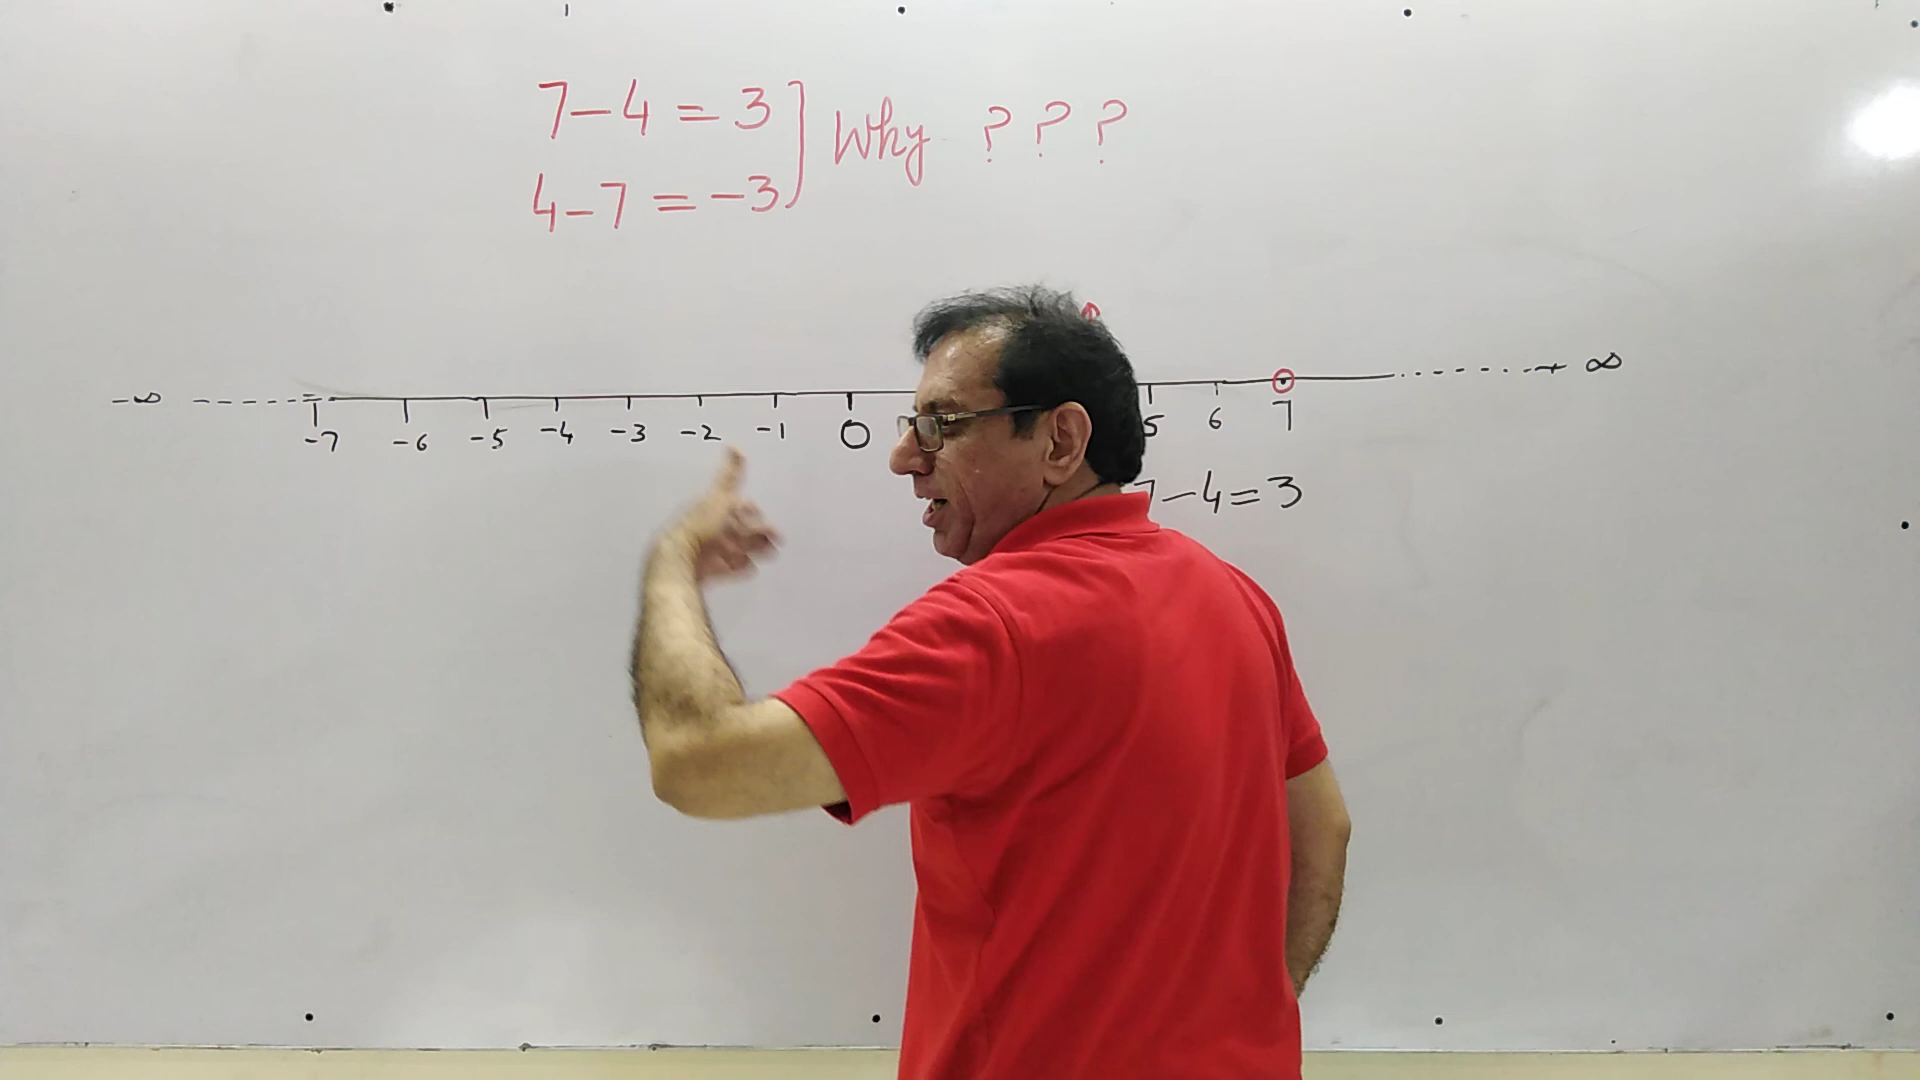 7-4 = 3
4-7 = -3
Why ? ? ?
-∞ -7 -6 -5 -4 -3 -2 -1 0 5 6 7 + ∞
7-4=3